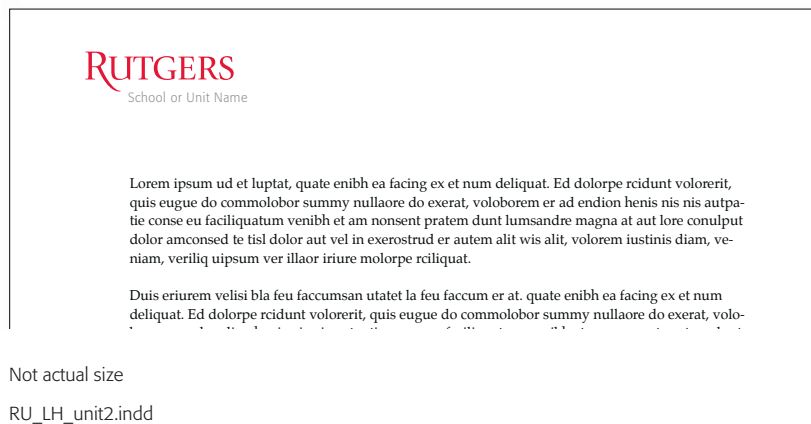 RUTGERS
School or Unit Name
Lorem ipsum ud et luptat, quate enibh ea facing ex et num deliquat. Ed dolorpe rcidunt volorerit,
quis eugue do commolobor summy nullaore do exerat, voloborem er ad endion henis nis nis autpa-
tie conse eu faciliquatum venibh et am nonsent pratem dunt lumsandre magna at aut lore conulput
dolor amconsed te tisl dolor aut vel in exerostrud er autem alit wis alit, volorem iustinis diam, ve-
niam, veriliq uipsum ver illaor iriure molorpe rciliquat.
Duis eriurem velisi bla feu faccumsan utatet la feu faccum er at. quate enibh ea facing ex et num
deliquat. Ed dolorpe rcidunt volorerit, quis eugue do commolobor summy nullaore do exerat, volo-
Not actual size
RU_LH_unit2.indd